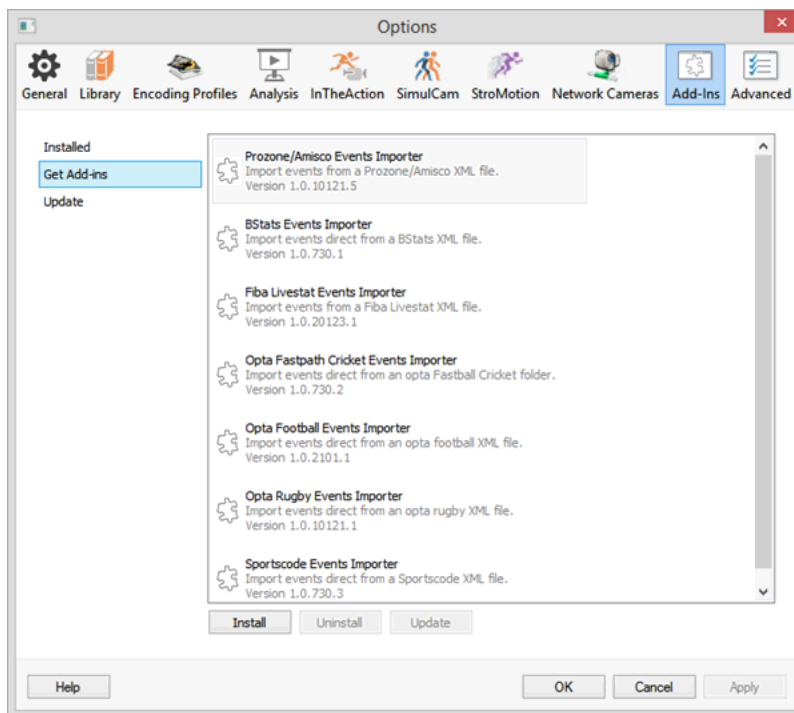 Options
General Library Encoding Profiles Analysis InTheAction SimulCam StroMotion Network Cameras Add-Ins Advanced
Installed
Get Add-ins
Update
Prozone/Amisco Events Importer
Import events from a Prozone/Amisco XML file.
Version 1.0.10121.5
BStats Events Importer
Import events direct from a BStats XML file.
Version 1.0.730.1
Fiba Livestat Events Importer
Import events from a Fiba Livestat XML file.
Version 1.0.20123.1
Opta Fastpath Cricket Events Importer
Import events direct from an opta Fastball Cricket folder.
Version 1.0.730.2
Opta Football Events Importer
Import events direct from an opta football XML file.
Version 1.0.2101.1
Opta Rugby Events Importer
Import events direct from an opta rugby XML file.
Version 1.0.10121.1
Sportscode Events Importer
Import events direct from a Sportscode XML file.
Version 1.0.730.3
Install Uninstall Update
Help OK Cancel Apply